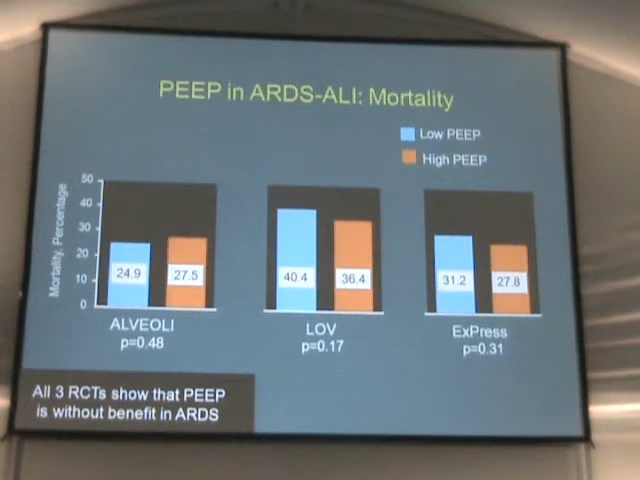 PEEP in ARDS-ALI: Mortality
Low PEEP
High PEEP
Mortality, Percentage
50
40
30
20
10
0
24.9
27.5
40.4
36.4
31.2
27.8
ALVEOLI
p=0.48
LOV
p=0.17
ExPress
p=0.31
All 3 RCTs show that PEEP
is without benefit in ARDS